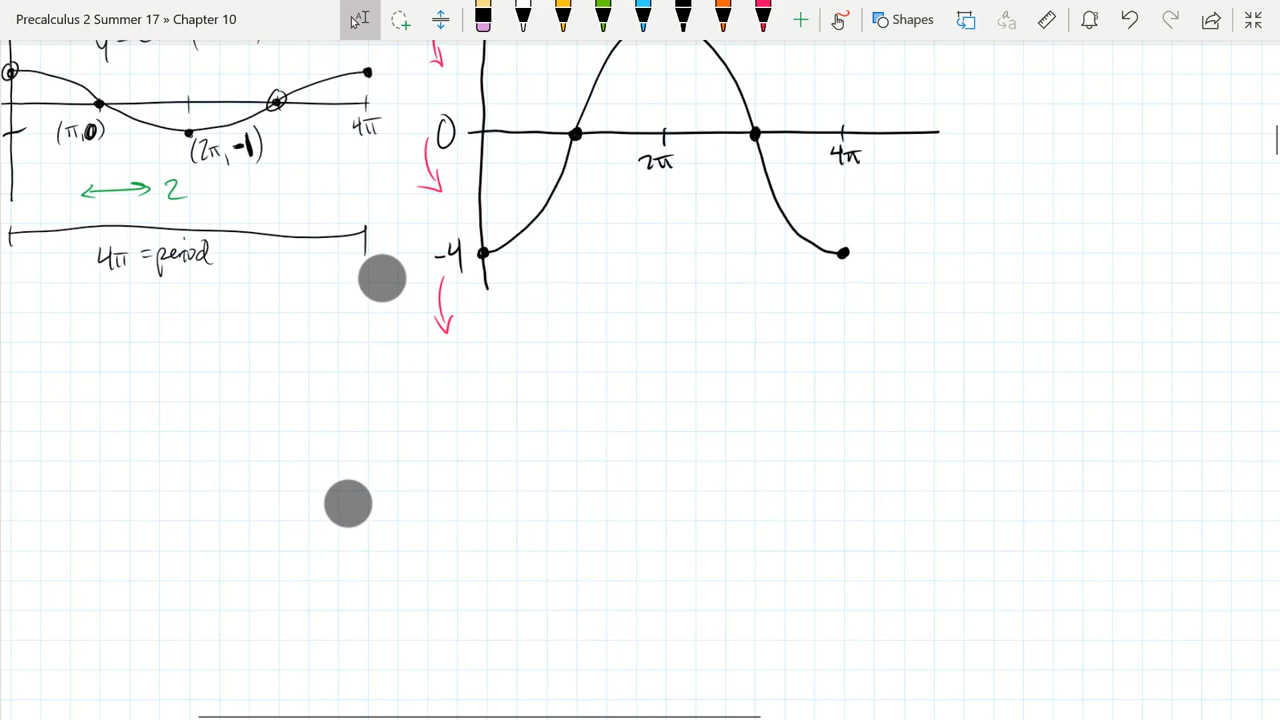 Precalculus 2 Summer 17 » Chapter 10
Shapes
(π,0)
(2π, -1)
4π
2
4π = period
0
2π
4π
-4